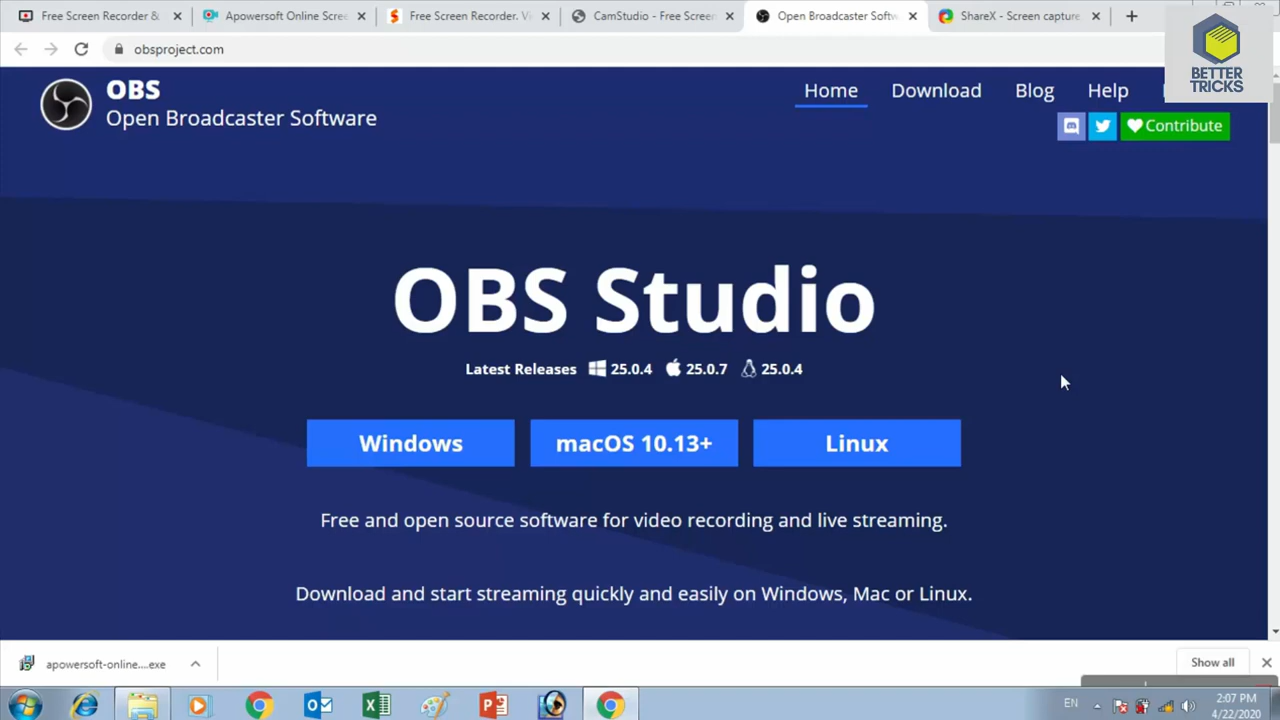 Free Screen Recorder &
Apowersoft Online Scree
Free Screen Recorder. Vi
CamStudio - Free Screen
Open Broadcaster Softw
ShareX - Screen capture,
obsproject.com
BETTER
TRICKS
OBS
Open Broadcaster Software
Home
Download
Blog
Help
Contribute
OBS Studio
Latest Releases 25.0.4 25.0.7 25.0.4
Windows
macOS 10.13+
Linux
Free and open source software for video recording and live streaming.
Download and start streaming quickly and easily on Windows, Mac or Linux.
apowersoft-online....exe
Show all
EN
2:07 PM
4/22/2020